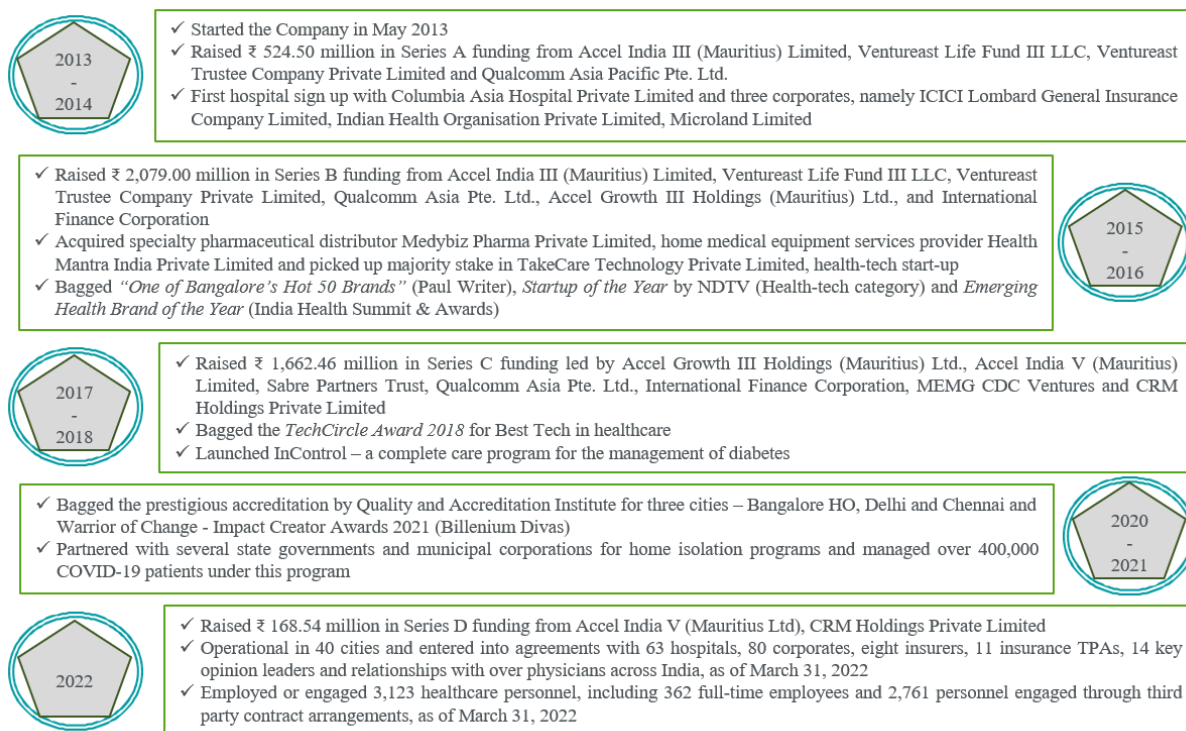 2013
-
2014
✓ Started the Company in May 2013
✓ Raised ₹ 524.50 million in Series A funding from Accel India III (Mauritius) Limited, Ventureast Life Fund III LLC, Ventureast
Trustee Company Private Limited and Qualcomm Asia Pacific Pte. Ltd.
✓ First hospital sign up with Columbia Asia Hospital Private Limited and three corporates, namely ICICI Lombard General Insurance
Company Limited, Indian Health Organisation Private Limited, Microland Limited
✓ Raised ₹ 2,079.00 million in Series B funding from Accel India III (Mauritius) Limited, Ventureast Life Fund III LLC, Ventureast
Trustee Company Private Limited, Qualcomm Asia Pte. Ltd., Accel Growth III Holdings (Mauritius) Ltd., and International
Finance Corporation
✓ Acquired specialty pharmaceutical distributor Medybiz Pharma Private Limited, home medical equipment services provider Health
Mantra India Private Limited and picked up majority stake in TakeCare Technology Private Limited, health-tech start-up
✓ Bagged “One of Bangalore’s Hot 50 Brands” (Paul Writer), Startup of the Year by NDTV (Health-tech category) and Emerging
Health Brand of the Year (India Health Summit & Awards)
2015
-
2016
2017
-
2018
✓ Raised ₹ 1,662.46 million in Series C funding led by Accel Growth III Holdings (Mauritius) Ltd., Accel India V (Mauritius)
Limited, Sabre Partners Trust, Qualcomm Asia Pte. Ltd., International Finance Corporation, MEMG CDC Ventures and CRM
Holdings Private Limited
✓ Bagged the TechCircle Award 2018 for Best Tech in healthcare
✓ Launched InControl – a complete care program for the management of diabetes
✓ Bagged the prestigious accreditation by Quality and Accreditation Institute for three cities – Bangalore HO, Delhi and Chennai and
Warrior of Change - Impact Creator Awards 2021 (Billenium Divas)
✓ Partnered with several state governments and municipal corporations for home isolation programs and managed over 400,000
COVID-19 patients under this program
2020
-
2021
2022
✓ Raised ₹ 168.54 million in Series D funding from Accel India V (Mauritius Ltd), CRM Holdings Private Limited
✓ Operational in 40 cities and entered into agreements with 63 hospitals, 80 corporates, eight insurers, 11 insurance TPAs, 14 key
opinion leaders and relationships with over physicians across India, as of March 31, 2022
✓ Employed or engaged 3,123 healthcare personnel, including 362 full-time employees and 2,761 personnel engaged through third
party contract arrangements, as of March 31, 2022